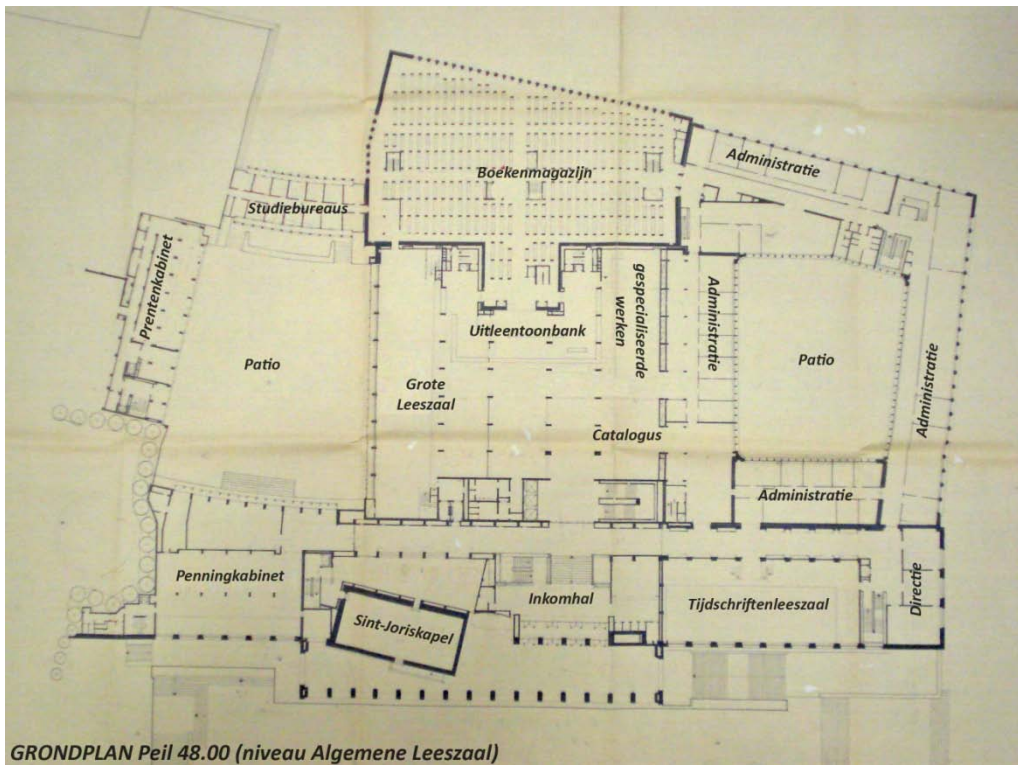 Boekenmagazijn
Administratie
Studiebureaus
Prentenkabinet
Patio
Uitleentoonbank
gespecialiseerde
werken
Administratie
Patio
Administratie
Grote
Leeszaal
Catalogus
Administratie
Penningkabinet
Sint-Joriskapel
Inkomhal
Tijdschriftenleeszaal
Directie
GRONDPLAN Peil 48.00 (niveau Algemene Leeszaal)